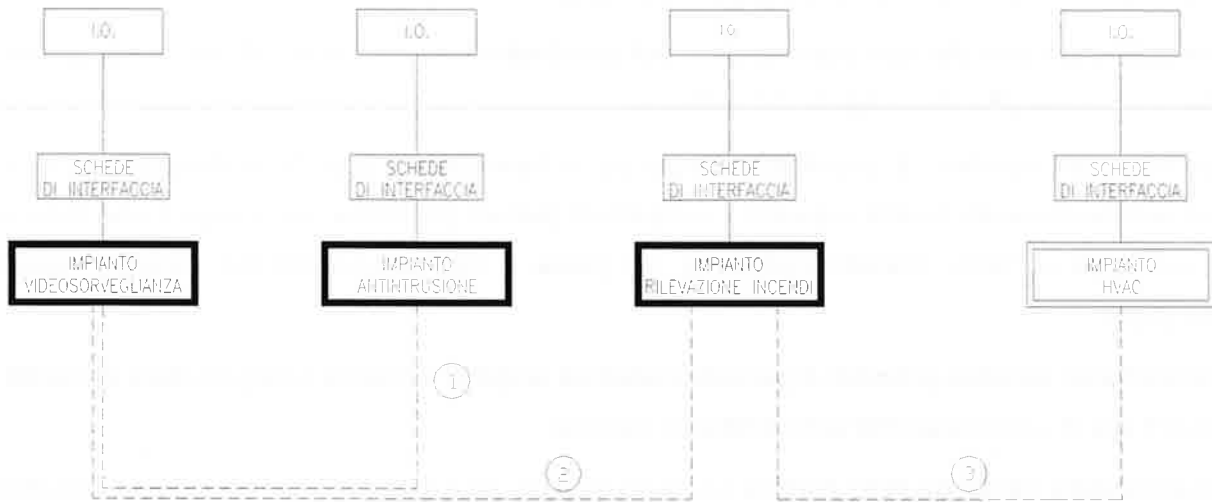 I.O.
I.O.
I.O.
I.O.
SCHEDE
DI INTERFACCIA
SCHEDE
DI INTERFACCIA
SCHEDE
DI INTERFACCIA
SCHEDE
DI INTERFACCIA
IMPIANTO
VIDEOSORVEGLIANZA
IMPIANTO
ANTINTRUSIONE
IMPIANTO
RILEVAZIONE INCENDI
IMPIANTO
HVAC
1
2
3